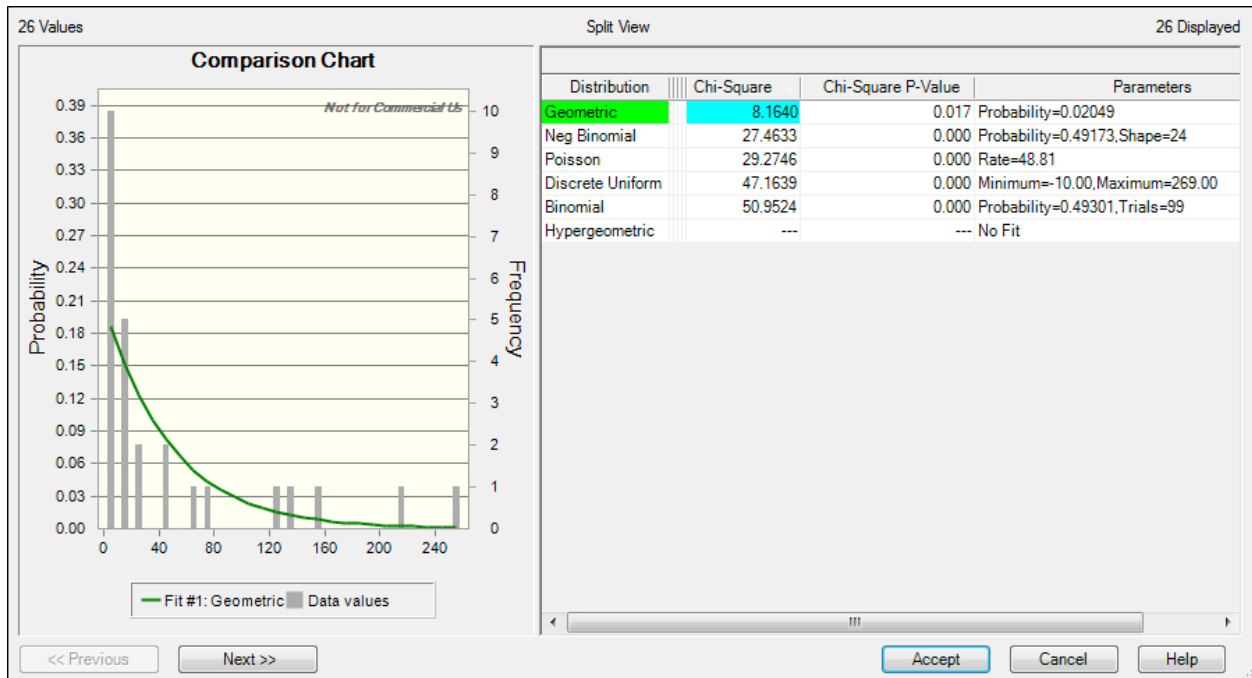 26 Values Split View 26 Displayed
Comparison Chart
Not for Commercial Us
0.39
0.36
0.33
0.30
0.27
0.24
0.21
0.18
0.15
0.12
0.09
0.06
0.03
0.00
Probability
10
9
8
7
6
5
4
3
2
1
0
Frequency
0 40 80 120 160 200 240
Fit #1: Geometric Data values
Distribution Chi-Square Chi-Square P-Value Parameters
Geometric 8.1640 0.017 Probability=0.02049
Neg Binomial 27.4633 0.000 Probability=0.49173,Shape=24
Poisson 29.2746 0.000 Rate=48.81
Discrete Uniform 47.1639 0.000 Minimum=-10.00,Maximum=269.00
Binomial 50.9524 0.000 Probability=0.49301,Trials=99
Hypergeometric --- --- No Fit
<< Previous Next >> Accept Cancel Help